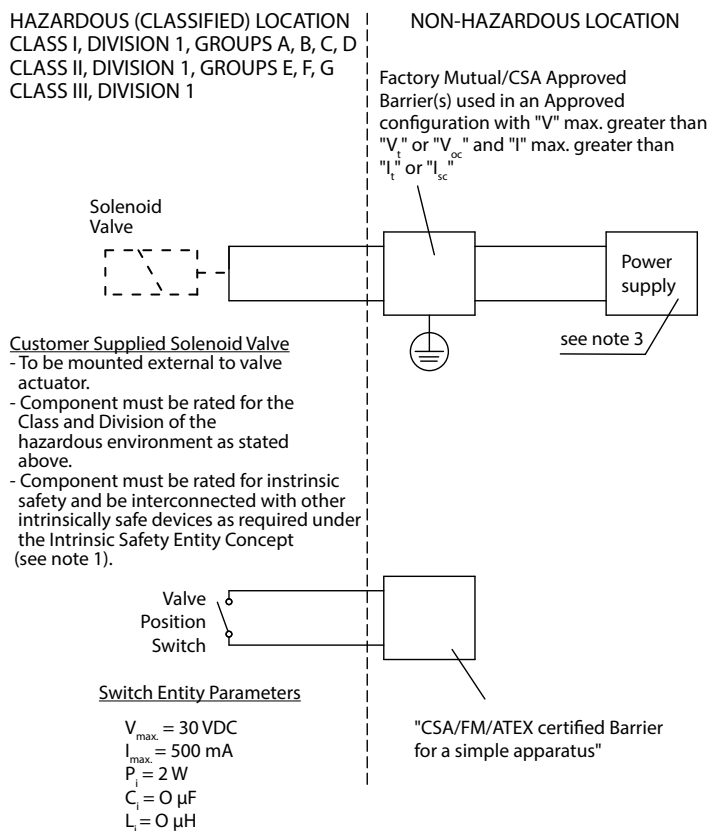 HAZARDOUS (CLASSIFIED) LOCATION
CLASS I, DIVISION 1, GROUPS A, B, C, D
CLASS II, DIVISION 1, GROUPS E, F, G
CLASS III, DIVISION 1
NON-HAZARDOUS LOCATION
Factory Mutual/CSA Approved
Barrier(s) used in an Approved
configuration with "V" max. greater than
"Vt" or "Voc" and "I" max. greater than
"It" or "Isc"
Solenoid
Valve
Power
supply
see note 3
Customer Supplied Solenoid Valve
- To be mounted external to valve
actuator.
- Component must be rated for the
Class and Division of the
hazardous environment as stated
above.
- Component must be rated for instrinsic
safety and be interconnected with other
intrinsically safe devices as required under
the Intrinsic Safety Entity Concept
(see note 1).
Valve
Position
Switch
Switch Entity Parameters
Vmax. = 30 VDC
Imax. = 500 mA
Pi = 2 W
Ci = O µF
Li = O µH
"CSA/FM/ATEX certified Barrier
for a simple apparatus"